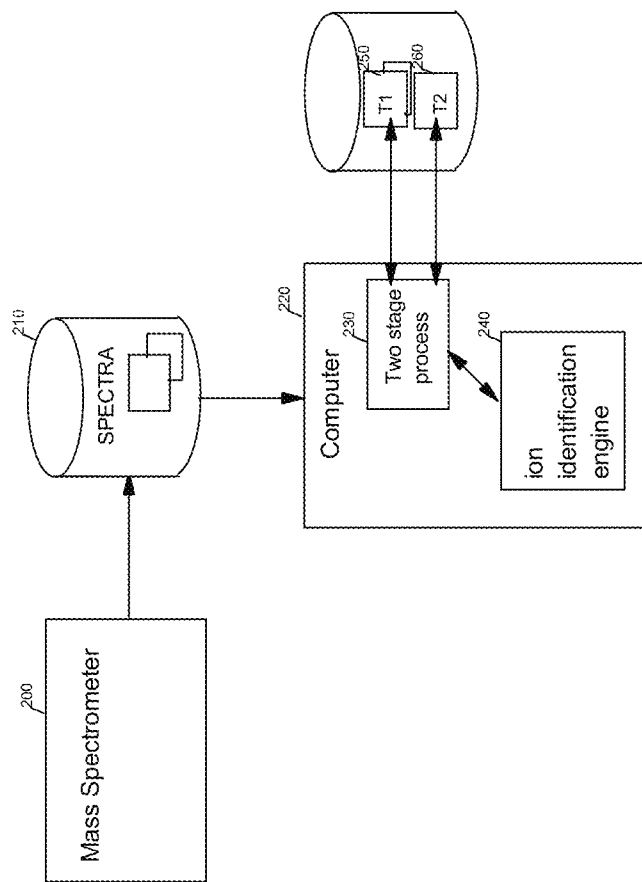 200
Mass Spectrometer
210
SPECTRA
220
Computer
230
Two stage
process
240
ion
identification
engine
250
T1
260
T2